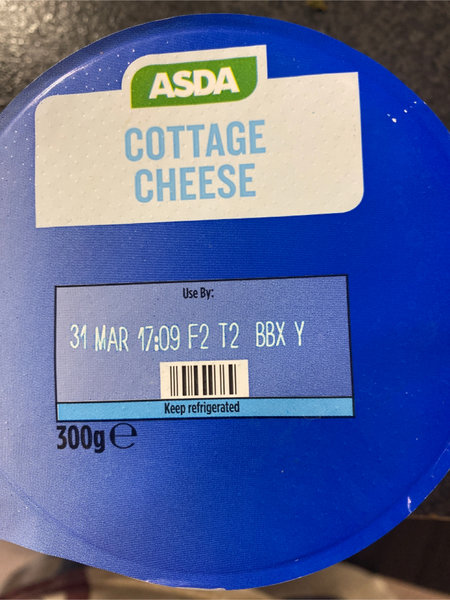 ASDA
COTTAGE
CHEESE
Use By:
31 MAR 17:09 F2 T2 BBX Y
Keep refrigerated
300g ℮